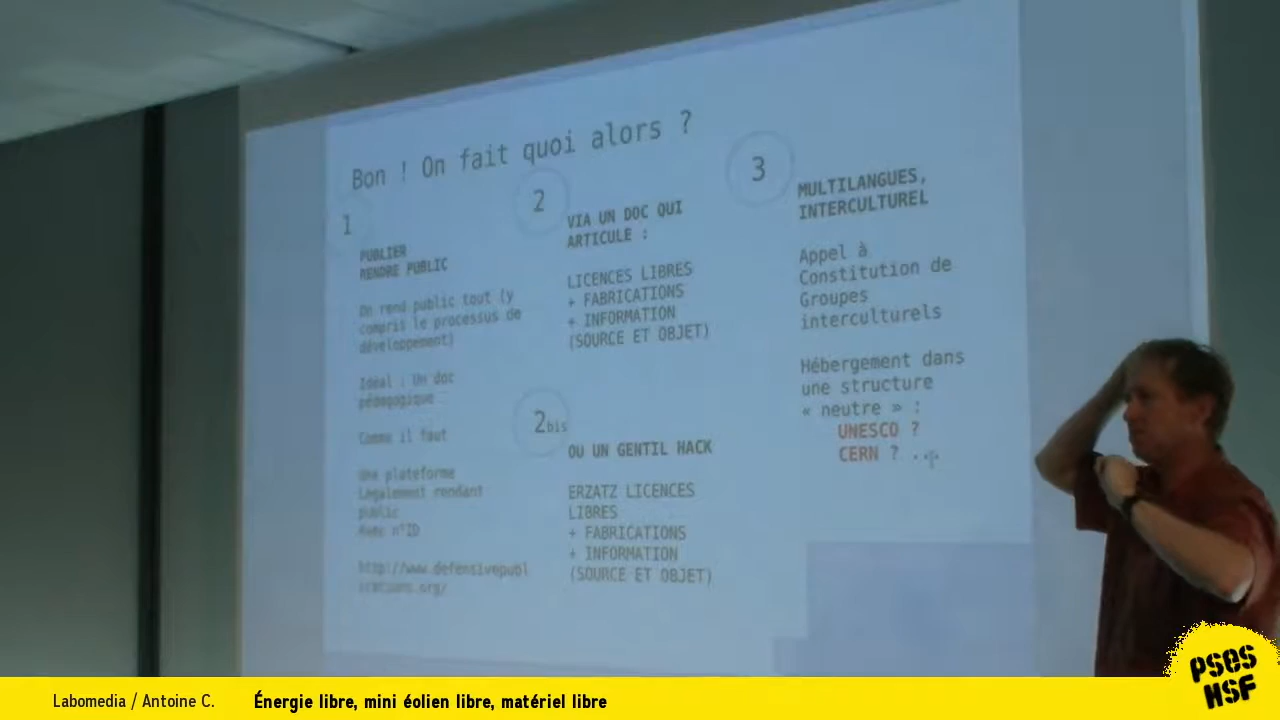 Bon ! On fait quoi alors ?
1
PUBLIER
RENDRE PUBLIC
On rend public tout (y
compris le processus de
développement)
Idéal : Un doc
pédagogique
Comme il faut
Une plateforme
Légalement rendant
public
Avec n°ID
http://www.defensivepubl
ications.org/
2
VIA UN DOC QUI
ARTICULE :
LICENCES LIBRES
+ FABRICATIONS
+ INFORMATION
(SOURCE ET OBJET)
2bis
OU UN GENTIL HACK
ERZATZ LICENCES
LIBRES
+ FABRICATIONS
+ INFORMATION
(SOURCE ET OBJET)
3
MULTILANGUES,
INTERCULTUREL
Appel à
Constitution de
Groupes
interculturels
Hébergement dans
une structure
« neutre » :
UNESCO ?
CERN ? ...
Labomedia / Antoine C. Énergie libre, mini éolien libre, matériel libre
PSES
HSF